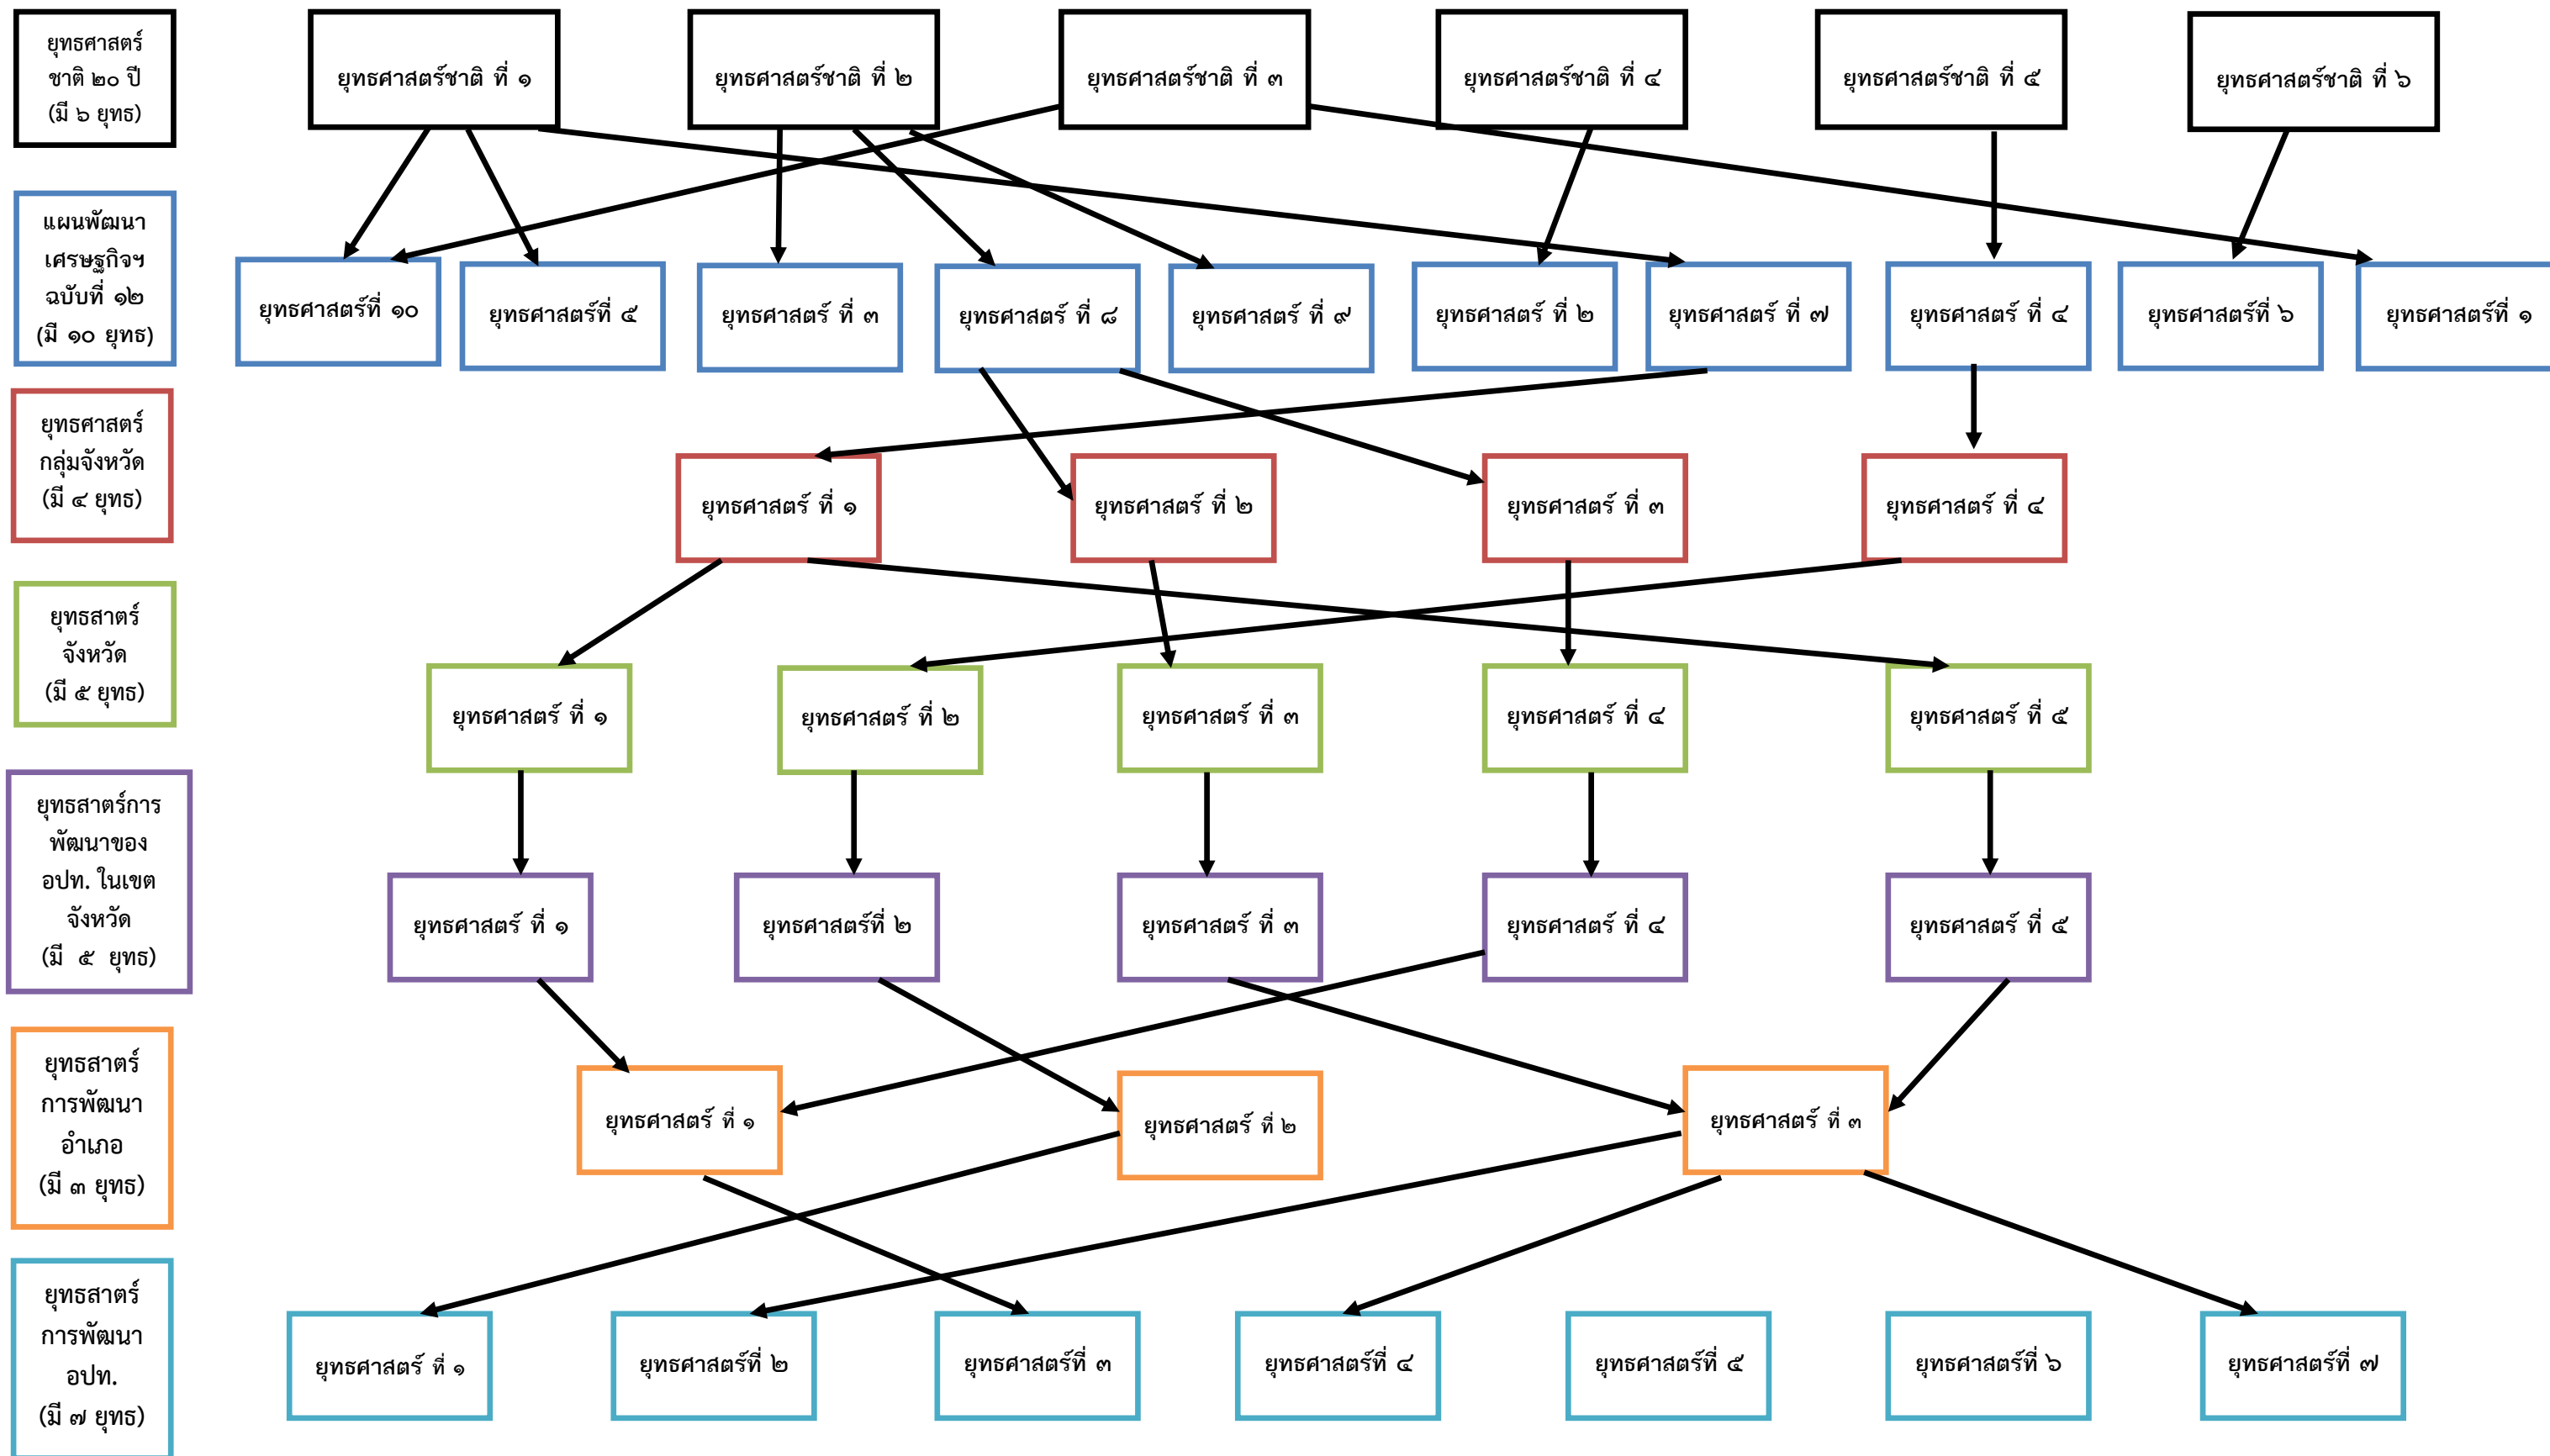 ยุทธศาสตร์
ชาติ ๒๐ ปี
(มี ๖ ยุทธ)
ยุทธศาสตร์ชาติ ที่ ๑
ยุทธศาสตร์ชาติ ที่ ๒
ยุทธศาสตร์ชาติ ที่ ๓
ยุทธศาสตร์ชาติ ที่ ๔
ยุทธศาสตร์ชาติ ที่ ๕
ยุทธศาสตร์ชาติ ที่ ๖
แผนพัฒนา
เศรษฐกิจฯ
ฉบับที่ ๑๒
(มี ๑๐ ยุทธ)
ยุทธศาสตร์ที่ ๑๐
ยุทธศาสตร์ที่ ๕
ยุทธศาสตร์ ที่ ๓
ยุทธศาสตร์ ที่ ๘
ยุทธศาสตร์ ที่ ๙
ยุทธศาสตร์ ที่ ๒
ยุทธศาสตร์ ที่ ๗
ยุทธศาสตร์ ที่ ๔
ยุทธศาสตร์ที่ ๖
ยุทธศาสตร์ที่ ๑
ยุทธศาสตร์
กลุ่มจังหวัด
(มี ๔ ยุทธ)
ยุทธศาสตร์ ที่ ๑
ยุทธศาสตร์ ที่ ๒
ยุทธศาสตร์ ที่ ๓
ยุทธศาสตร์ ที่ ๔
ยุทธสาตร์
จังหวัด
(มี ๕ ยุทธ)
ยุทธศาสตร์ ที่ ๑
ยุทธศาสตร์ ที่ ๒
ยุทธศาสตร์ ที่ ๓
ยุทธศาสตร์ ที่ ๔
ยุทธศาสตร์ ที่ ๕
ยุทธสาตร์การ
พัฒนาของ
อปท. ในเขต
จังหวัด
(มี ๕ ยุทธ)
ยุทธศาสตร์ ที่ ๑
ยุทธศาสตร์ที่ ๒
ยุทธศาสตร์ ที่ ๓
ยุทธศาสตร์ ที่ ๔
ยุทธศาสตร์ ที่ ๕
ยุทธสาตร์
การพัฒนา
อำเภอ
(มี ๓ ยุทธ)
ยุทธศาสตร์ ที่ ๑
ยุทธศาสตร์ ที่ ๒
ยุทธศาสตร์ ที่ ๓
ยุทธสาตร์
การพัฒนา
อปท.
(มี ๗ ยุทธ)
ยุทธศาสตร์ ที่ ๑
ยุทธศาสตร์ที่ ๒
ยุทธศาสตร์ที่ ๓
ยุทธศาสตร์ที่ ๔
ยุทธศาสตร์ที่ ๕
ยุทธศาสตร์ที่ ๖
ยุทธศาสตร์ที่ ๗